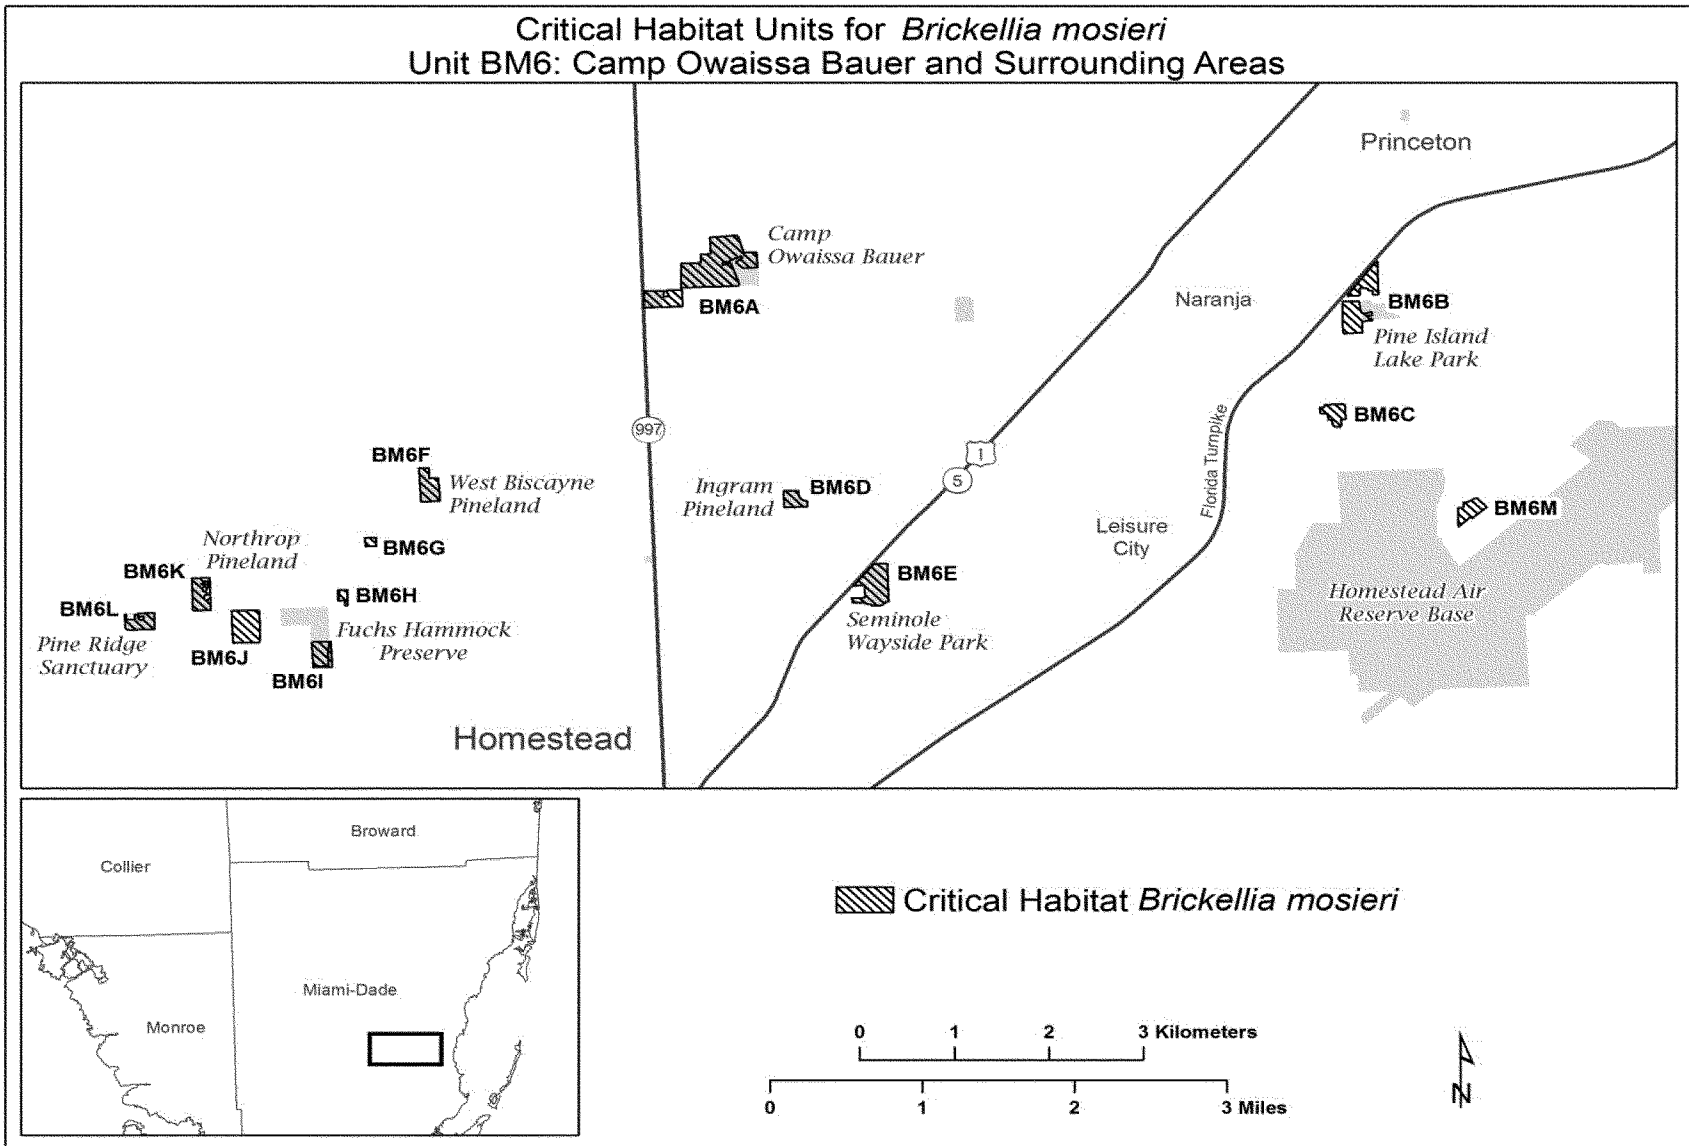 Critical Habitat Units for Brickellia mosieri
Unit BM6: Camp Owaissa Bauer and Surrounding Areas
Princeton
Camp
Owaissa Bauer
BM6A
Naranja
BM6B
Pine Island
Lake Park
BM6C
997
1
5
Florida Turnpike
BM6F
West Biscayne
Pineland
Ingram
Pineland
BM6D
BM6M
Leisure
City
Northrop
Pineland
BM6G
BM6K
BM6E
BM6H
BM6L
Homestead Air
Reserve Base
Seminole
Wayside Park
Fuchs Hammock
Preserve
Pine Ridge
Sanctuary
BM6J
BM6I
Homestead
Broward
Collier
Miami-Dade
Monroe
Critical Habitat Brickellia mosieri
0 1 2 3 Kilometers
0 1 2 3 Miles
N